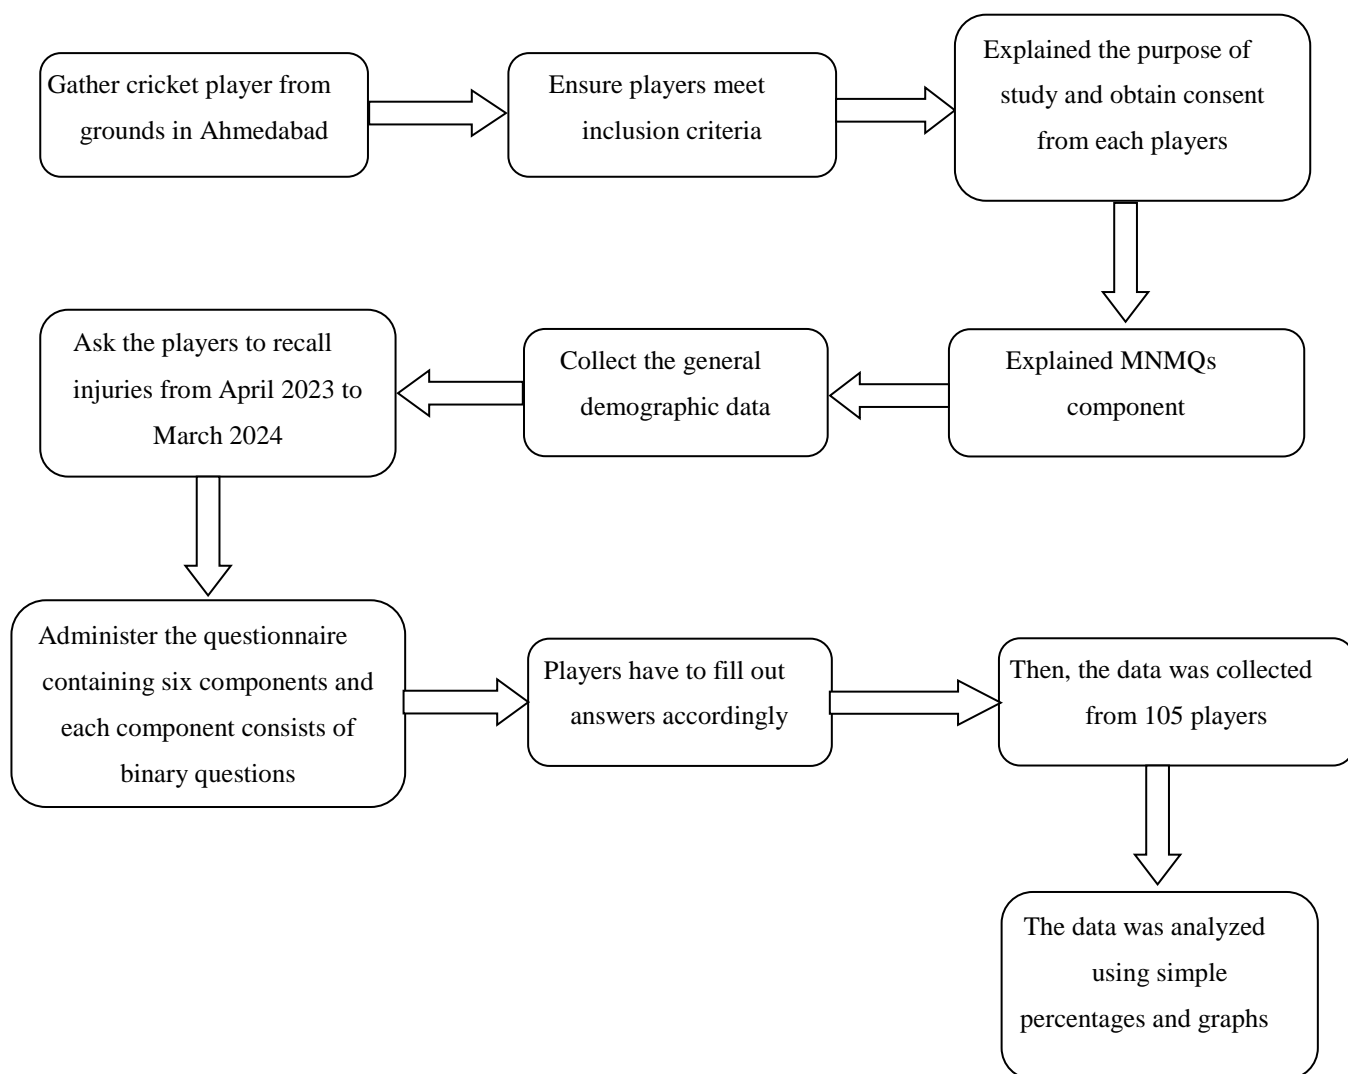 Gather cricket player from
grounds in Ahmedabad
Ensure players meet
inclusion criteria
Explained the purpose of
study and obtain consent
from each players
Explained MNMQs
component
Collect the general
demographic data
Ask the players to recall
injuries from April 2023 to
March 2024
Administer the questionnaire
containing six components and
each component consists of
binary questions
Players have to fill out
answers accordingly
Then, the data was collected
from 105 players
The data was analyzed
using simple
percentages and graphs